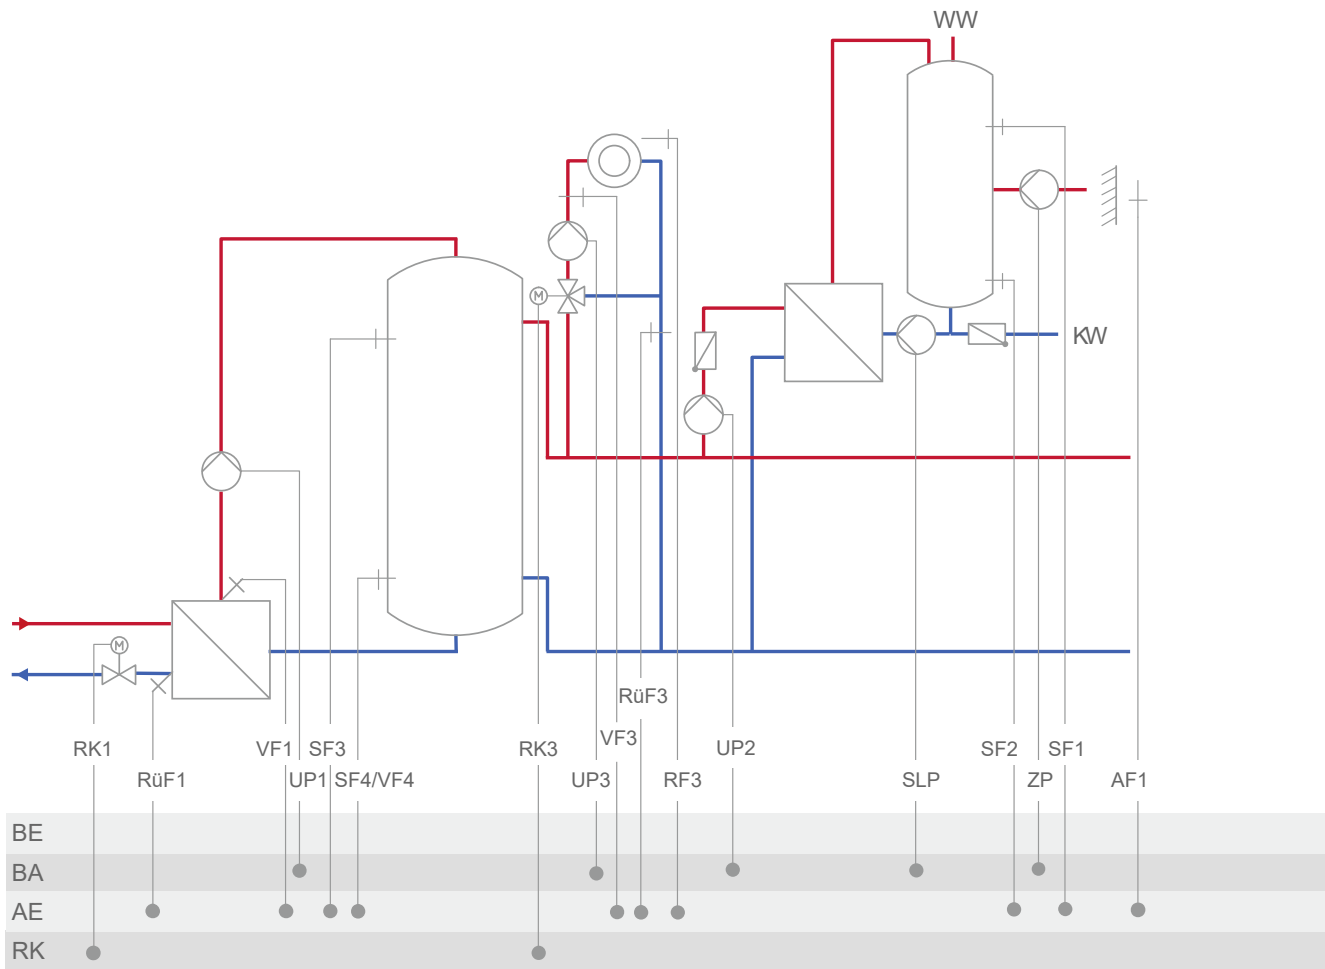 WW
KW
M
M
RüF3
RK1
VF1
SF3
RK3
VF3
UP2
SF2
SF1
RüF1
UP1
SF4/VF4
UP3
RF3
SLP
ZP
AF1
BE
BA
AE
RK